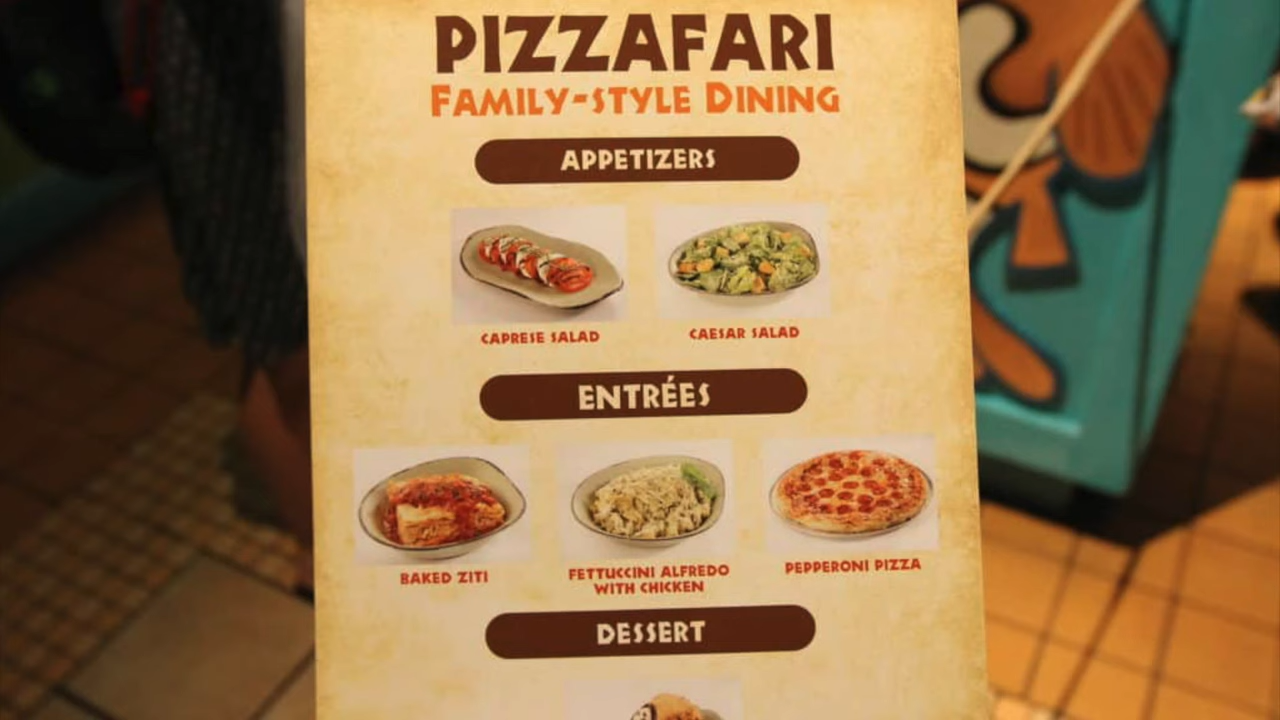 PIZZAFARI
FAMILY-STYLE DINING
APPETIZERS
CAPRESE SALAD
CAESAR SALAD
ENTRÉES
BAKED ZITI
FETTUCCINI ALFREDO
WITH CHICKEN
PEPPERONI PIZZA
DESSERT